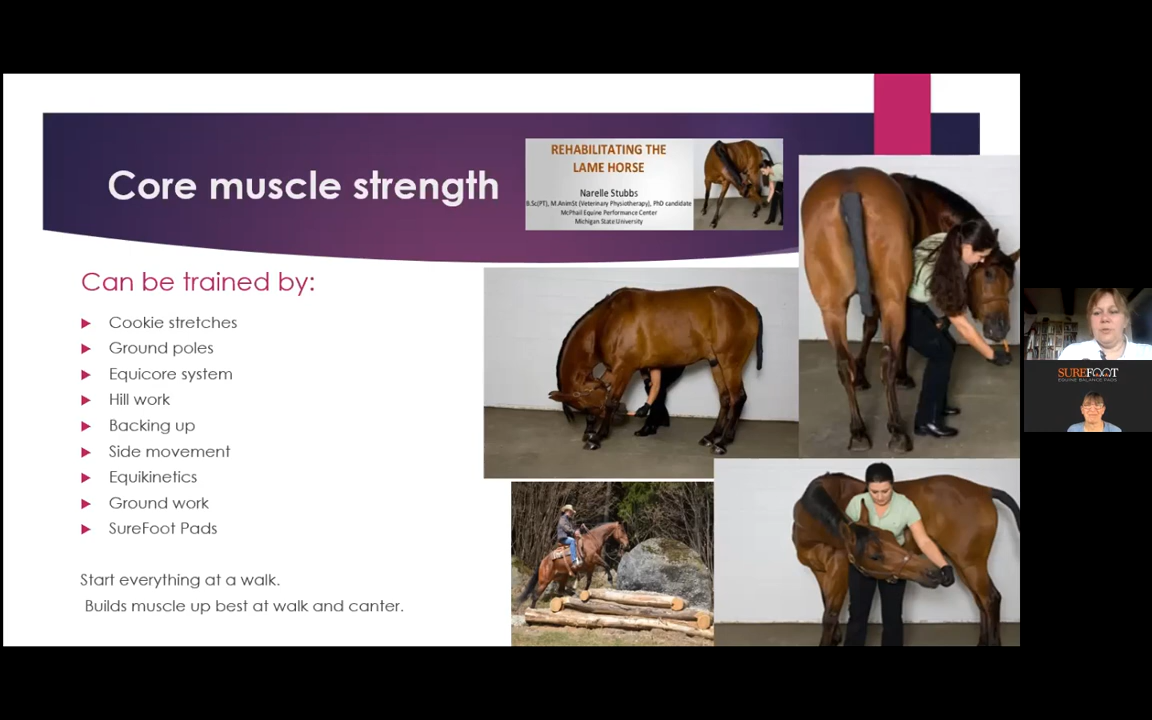 Core muscle strength
REHABILITATING THE
LAME HORSE
Narelle Stubbs
B.Sc(PT), M.AnimSt (Veterinary Physiotherapy), PhD candidate
McPhail Equine Performance Center
Michigan State University
Can be trained by:
Cookie stretches
Ground poles
Equicore system
Hill work
Backing up
Side movement
Equikinetics
Ground work
SureFoot Pads
Start everything at a walk.
Builds muscle up best at walk and canter.
SUREFOOT
EQUINE BALANCE PADS